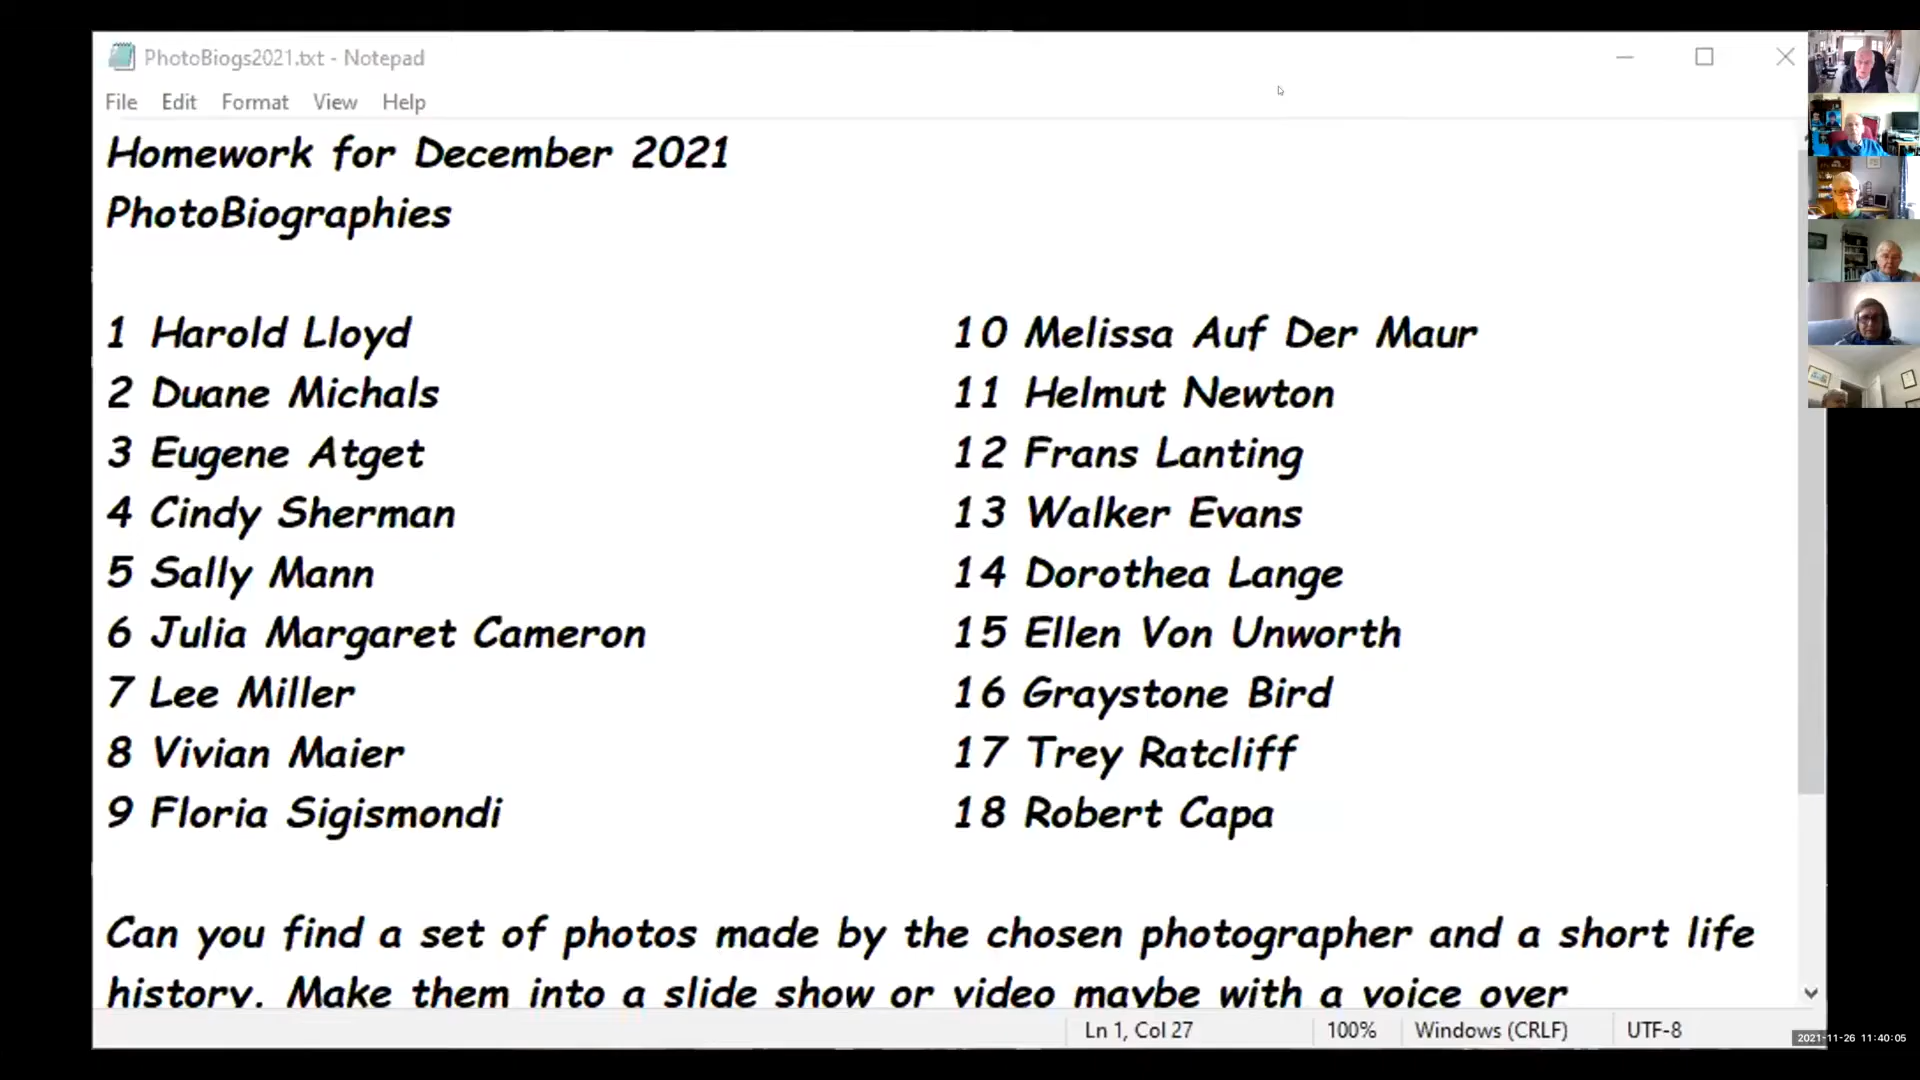 PhotoBiogs2021.txt - Notepad
File Edit Format View Help
Homework for December 2021
PhotoBiographies
1 Harold Lloyd
2 Duane Michals
3 Eugene Atget
4 Cindy Sherman
5 Sally Mann
6 Julia Margaret Cameron
7 Lee Miller
8 Vivian Maier
9 Floria Sigismondi
10 Melissa Auf Der Maur
11 Helmut Newton
12 Frans Lanting
13 Walker Evans
14 Dorothea Lange
15 Ellen Von Unworth
16 Graystone Bird
17 Trey Ratcliff
18 Robert Capa
Can you find a set of photos made by the chosen photographer and a short life
history. Make them into a slide show or video maybe with a voice over
Ln 1, Col 27 100% Windows (CRLF) UTF-8
2021-11-26 11:40:05